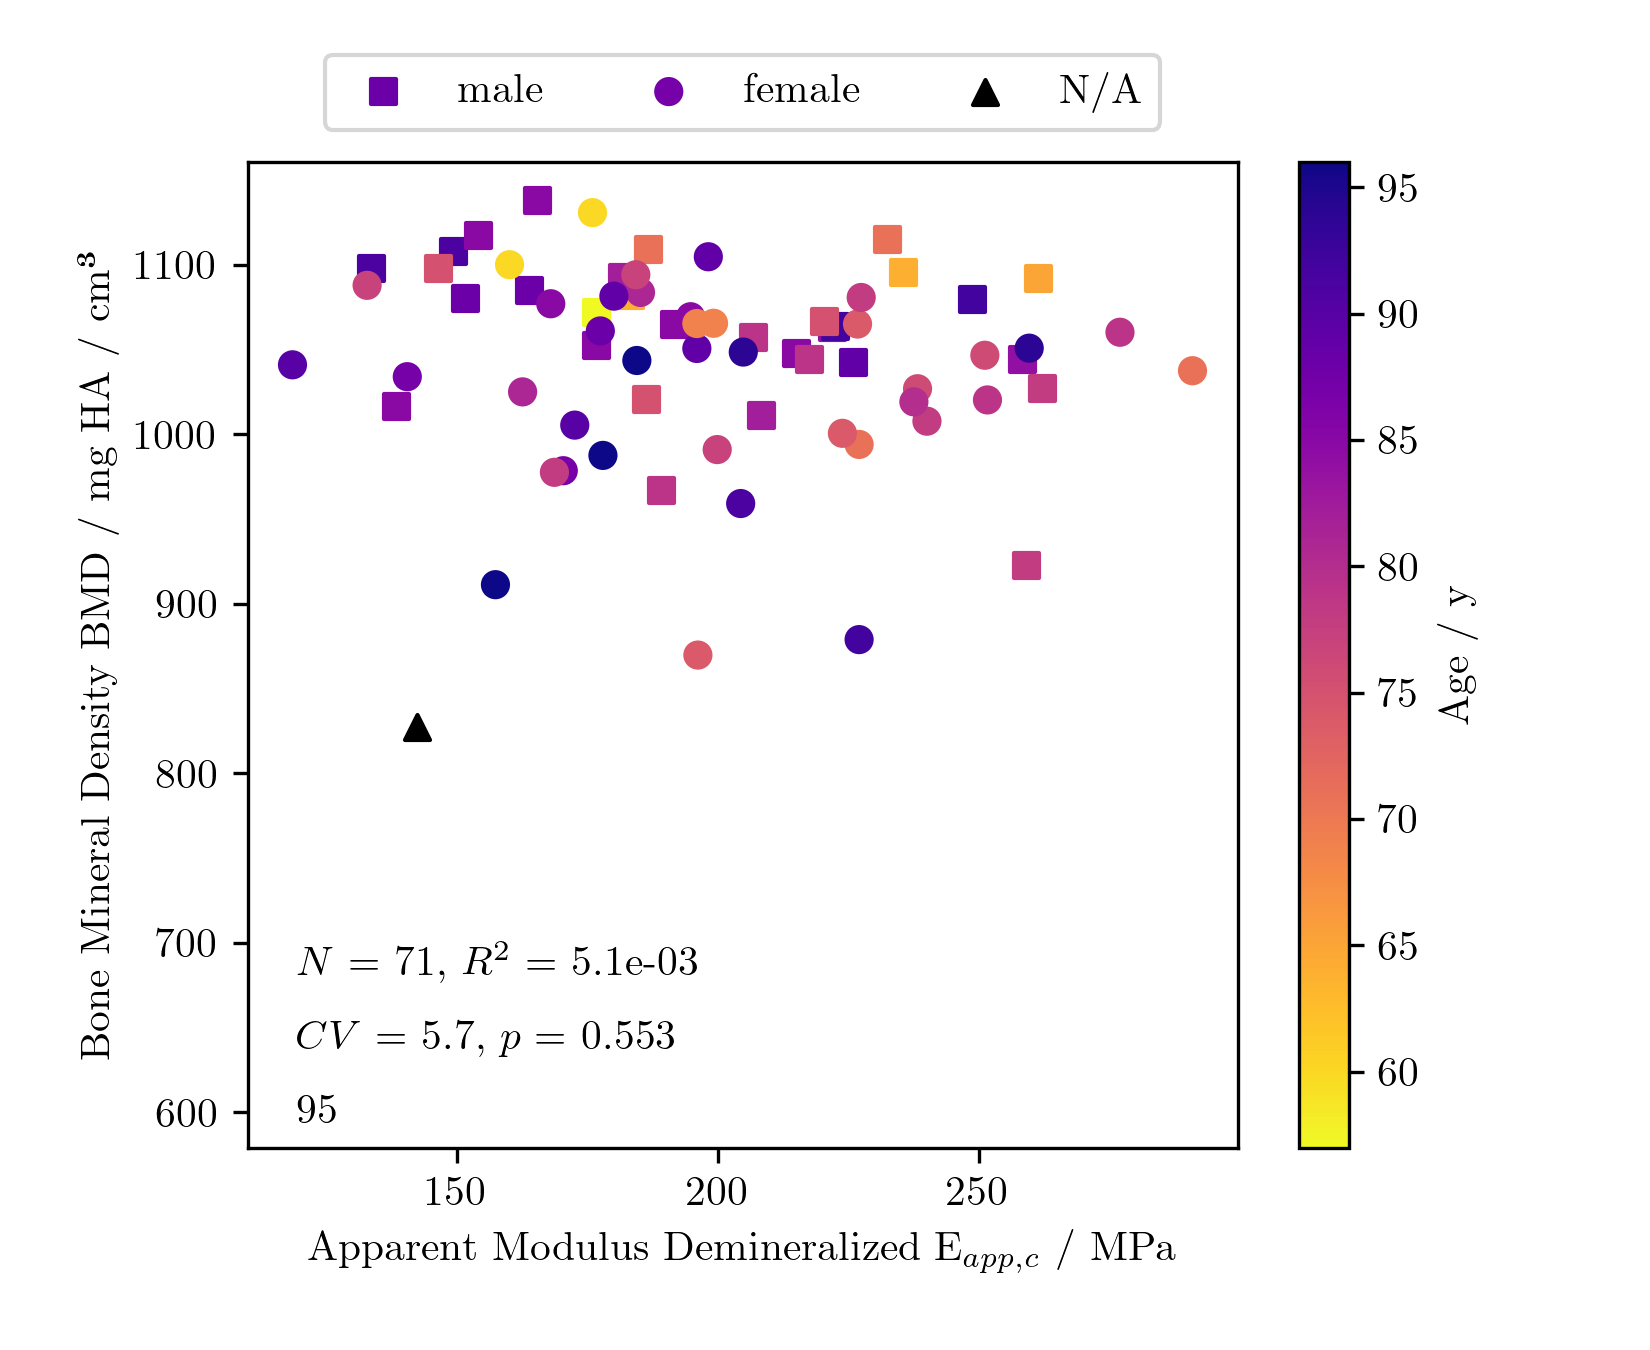 male female N/A
1100
1000
900
800
700
600
Bone Mineral Density BMD / mg HA / cm³
N = 71, R² = 5.1e-03
CV = 5.7, p = 0.553
95
150 200 250
Apparent Modulus Demineralized E_app,c / MPa
95
90
85
80
75
70
65
60
Age / y